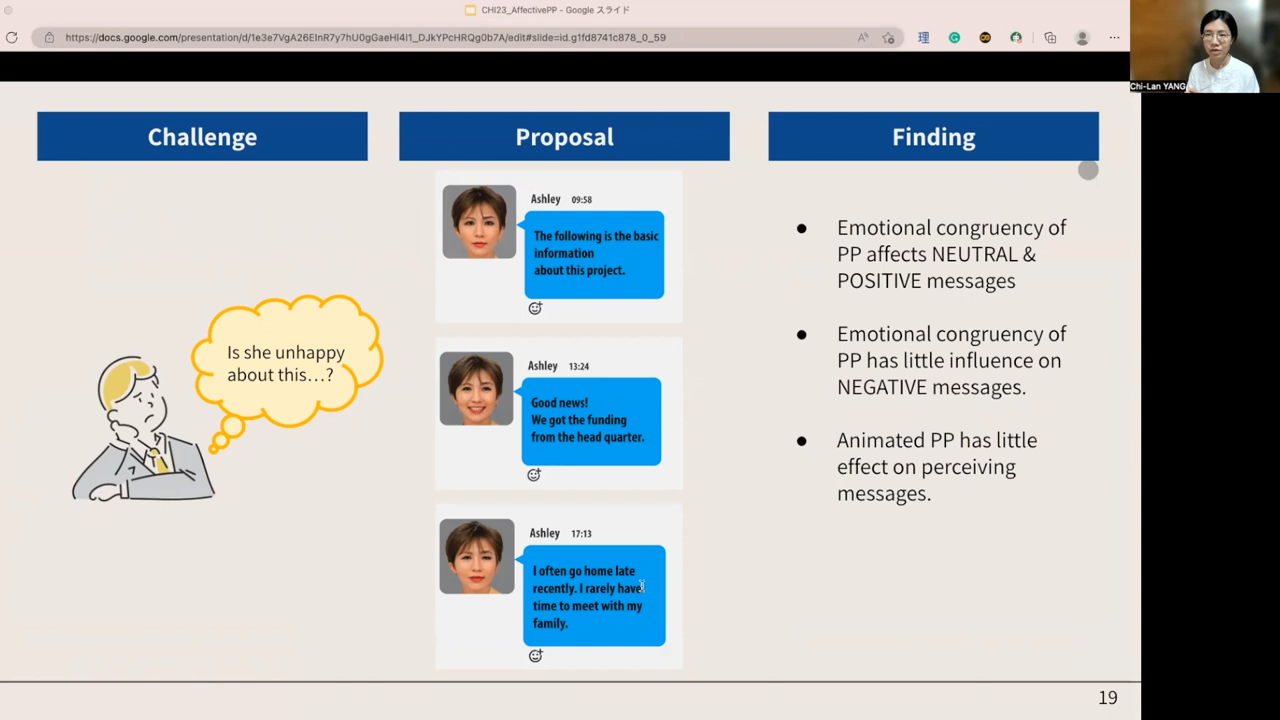 CHI23_AffectivePP - Google スライド
https://docs.google.com/presentation/d/1e3e7VgA26EInR7y7hU0gGaeHl4I1_DJkYPcHRQg0b7A/edit#slide=id.g1fd8741c878_0_59
理
Chi-Lan YANG
Challenge
Proposal
Finding
Is she unhappy
about this…?
Ashley 09:58
The following is the basic
information
about this project.
Ashley 13:24
Good news!
We got the funding
from the head quarter.
Ashley 17:13
I often go home late
recently. I rarely have
time to meet with my
family.
● Emotional congruency of
PP affects NEUTRAL &
POSITIVE messages
● Emotional congruency of
PP has little influence on
NEGATIVE messages.
● Animated PP has little
effect on perceiving
messages.
19